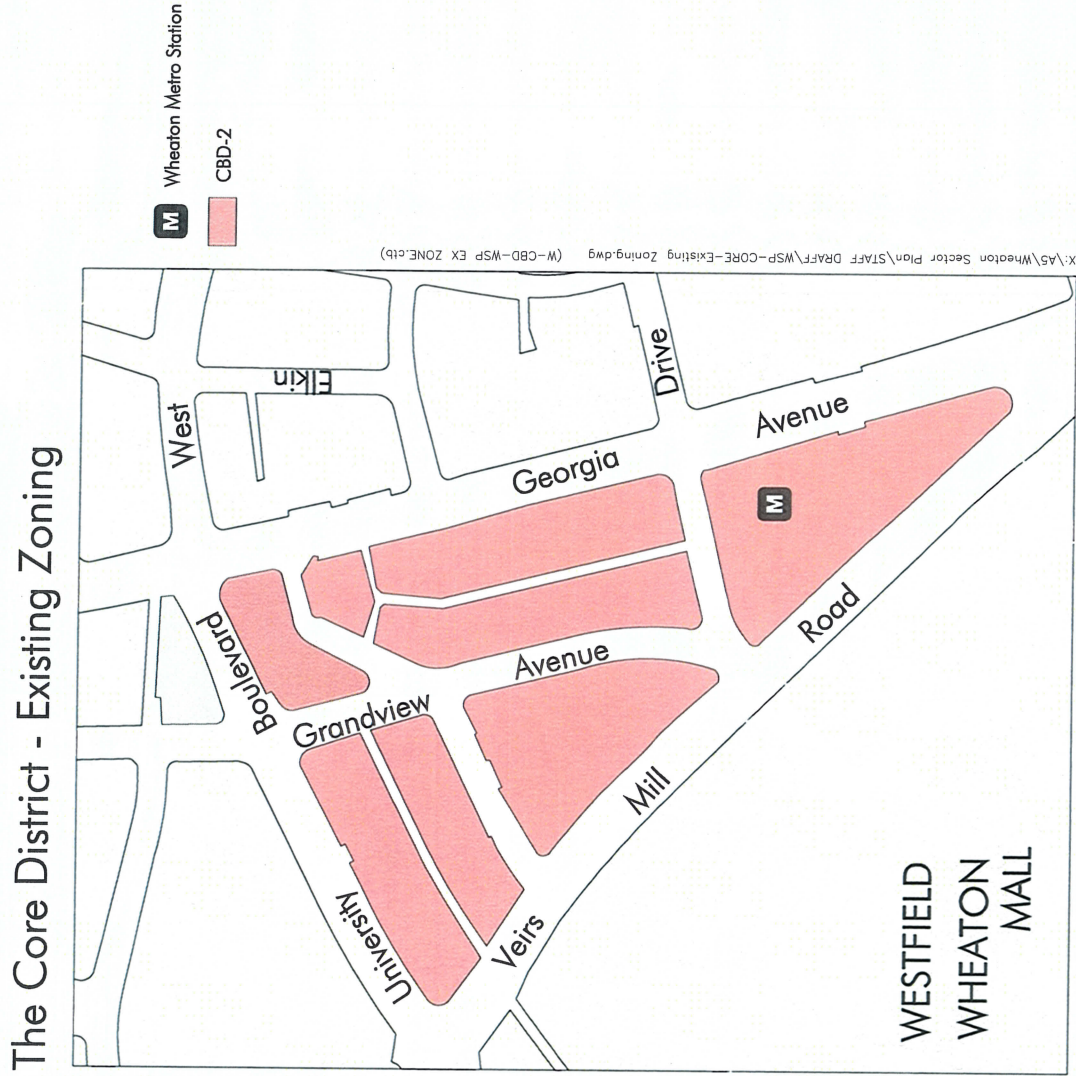 The Core District - Existing Zoning
M Wheaton Metro Station
CBD-2
X:\A5\Wheaton Sector Plan\STAFF DRAFF\WSP-CORE-Existing Zoning.dwg (W-CBD-WSP EX ZONE.ctb)
West
Elkin
University
Boulevard
Grandview
Avenue
Georgia
Avenue
Drive
M
Veirs
Mill
Road
WESTFIELD
WHEATON
MALL